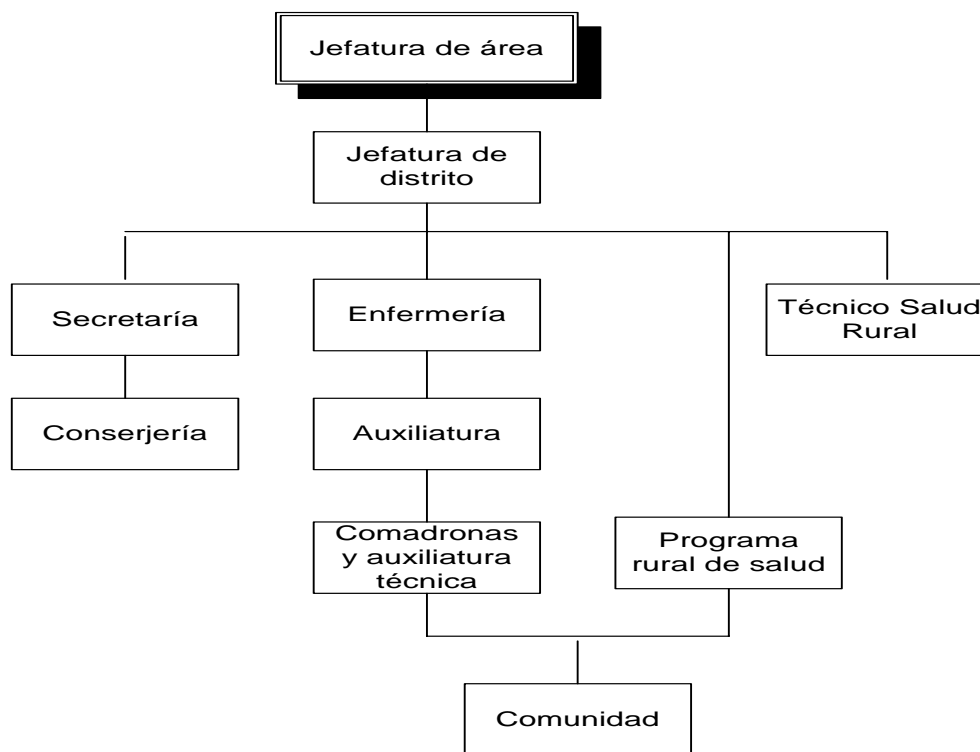 Jefatura de área
Jefatura de
distrito
Secretaría
Enfermería
Técnico Salud
Rural
Conserjería
Auxiliatura
Comadronas
y auxiliatura
técnica
Programa
rural de salud
Comunidad